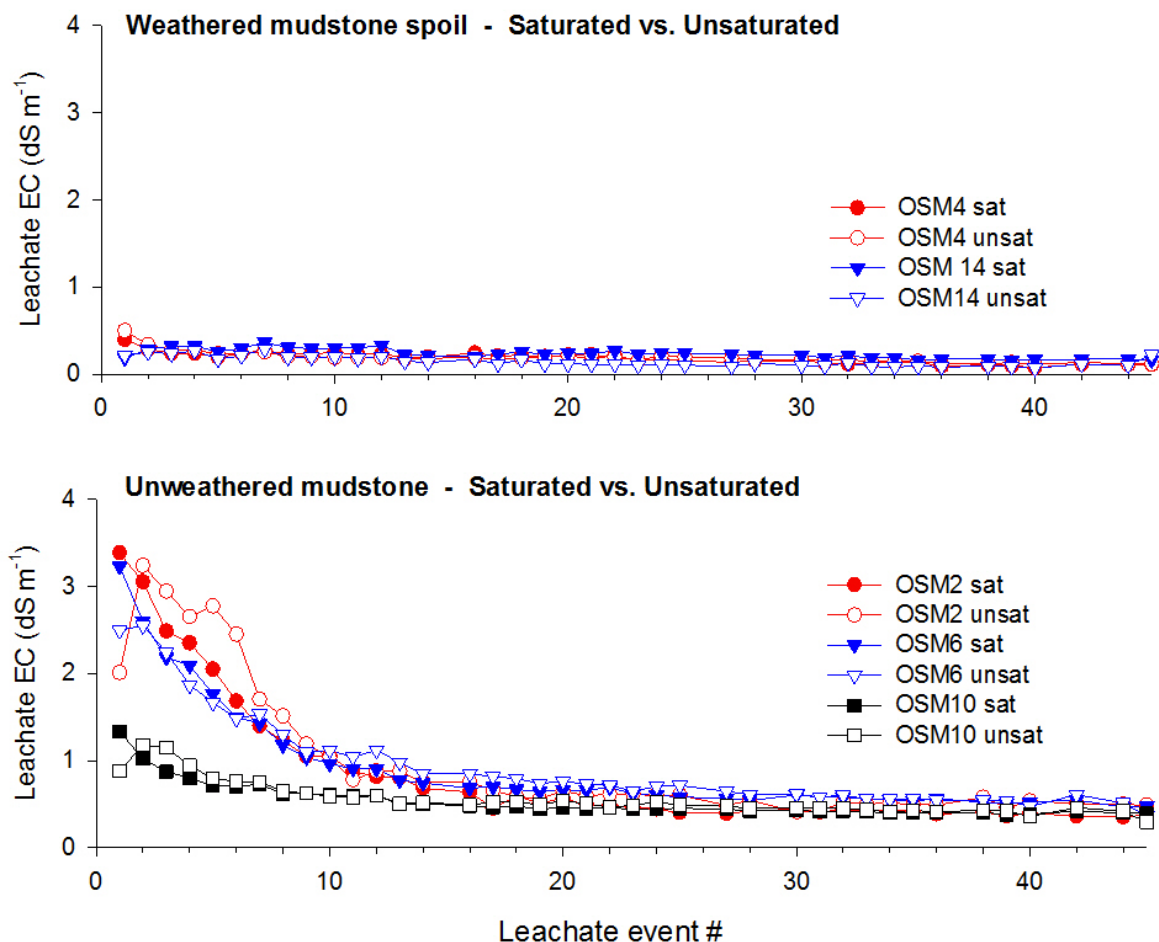 Weathered mudstone spoil - Saturated vs. Unsaturated
Leachate EC (dS m-1)
4
3
2
1
0
OSM4 sat
OSM4 unsat
OSM 14 sat
OSM14 unsat
0 10 20 30 40
Unweathered mudstone - Saturated vs. Unsaturated
Leachate EC (dS m-1)
4
3
2
1
0
OSM2 sat
OSM2 unsat
OSM6 sat
OSM6 unsat
OSM10 sat
OSM10 unsat
0 10 20 30 40
Leachate event #